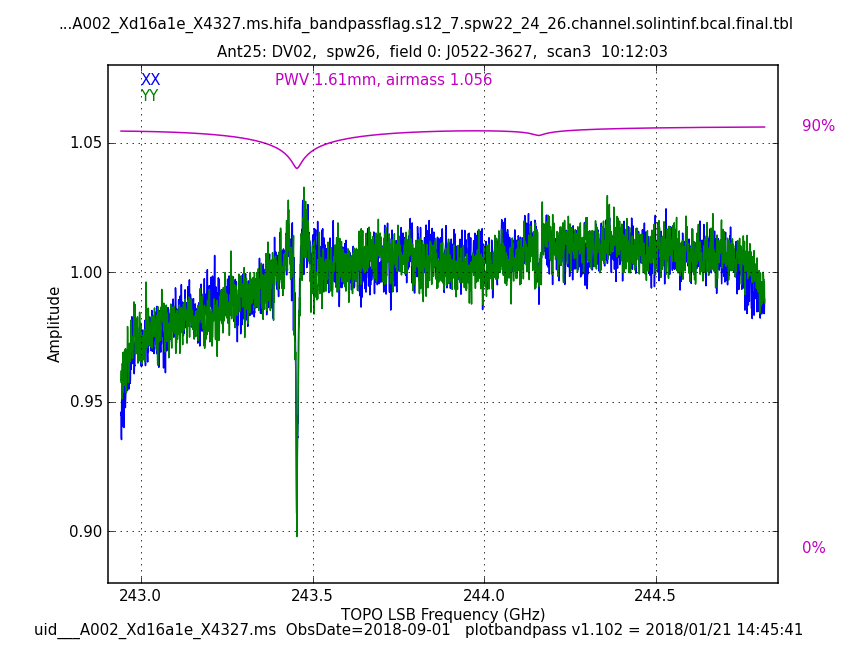 ...A002_Xd16a1e_X4327.ms.hifa_bandpassflag.s12_7.spw22_24_26.channel.solintinf.bcal.final.tbl
Ant25: DV02,  spw26,  field 0: J0522-3627,  scan3  10:12:03
XX
PWV 1.61mm, airmass 1.056
YY
90%
1.05
1.00
0.95
0.90
Amplitude
0%
243.0 243.5 244.0 244.5
TOPO LSB Frequency (GHz)
uid___A002_Xd16a1e_X4327.ms  ObsDate=2018-09-01   plotbandpass v1.102 = 2018/01/21 14:45:41